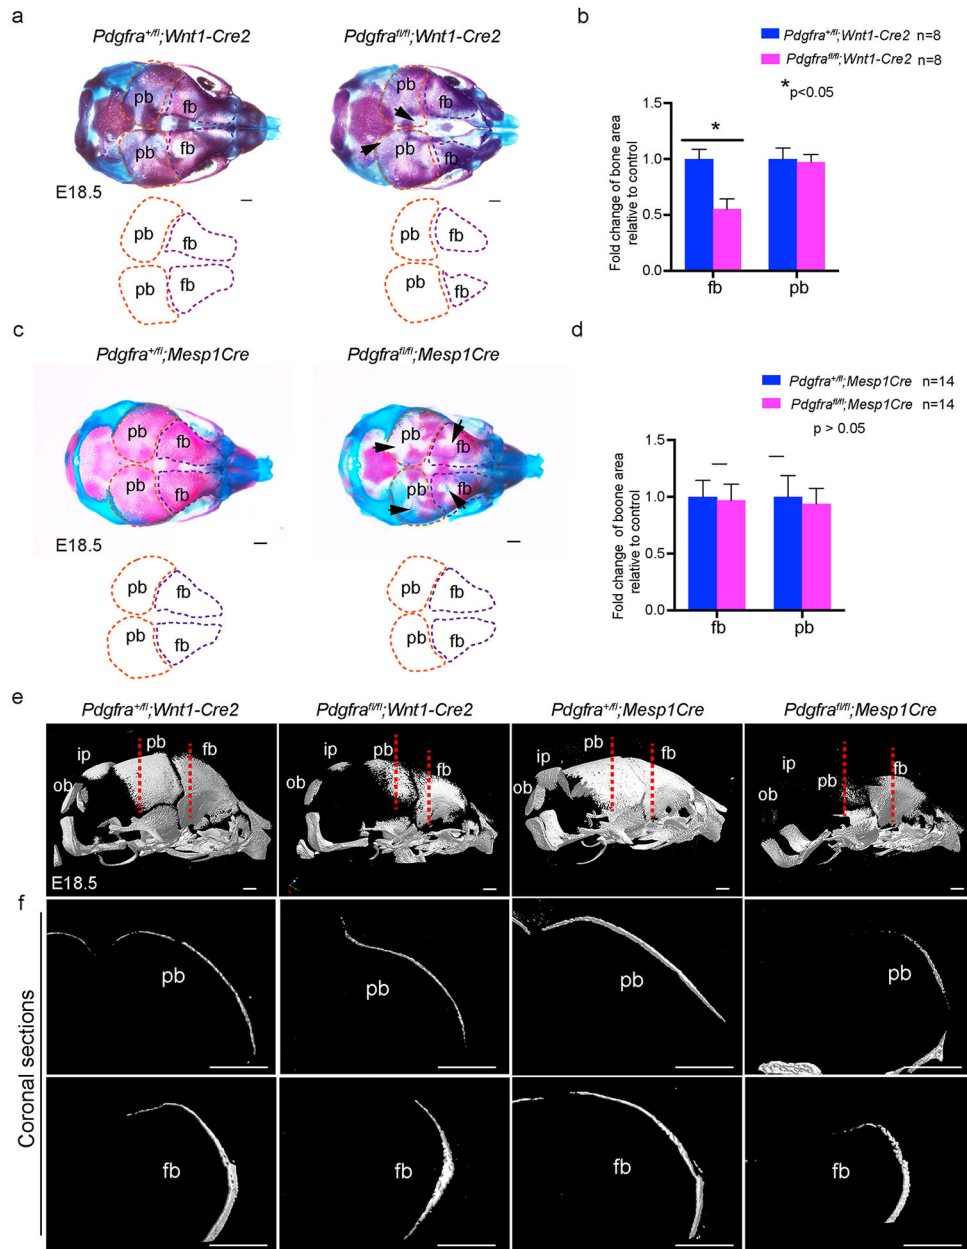 a
Pdgfra+/fl;Wnt1-Cre2
Pdgfrafl/fl;Wnt1-Cre2
pb
fb
pb
fb
E18.5
pb
fb
pb
fb
pb
fb
pb
fb
pb
fb
pb
fb
b
Pdgfra+/fl;Wnt1-Cre2 n=8
Pdgfrafl/fl;Wnt1-Cre2 n=8
*p<0.05
Fold change of bone area
relative to control
1.5
1.0
0.5
0.0
*
fb
pb
c
Pdgfra+/fl;Mesp1Cre
Pdgfrafl/fl;Mesp1Cre
pb
fb
pb
fb
E18.5
pb
fb
pb
fb
pb
fb
pb
fb
pb
fb
pb
fb
d
Pdgfra+/fl;Mesp1Cre n=14
Pdgfrafl/fl;Mesp1Cre n=14
p > 0.05
Fold change of boone area
relative to control
1.5
1.0
0.5
0.0
fb
pb
e
Pdgfra+/fl;Wnt1-Cre2
Pdgfrafl/fl;Wnt1-Cre2
Pdgfra+/fl;Mesp1Cre
Pdgfrafl/fl;Mesp1Cre
ob ip pb fb
E18.5
ob ip pb fb
ob ip pb fb
ob ip pb fb
f
Coronal sections
pb
pb
pb
pb
fb
fb
fb
fb